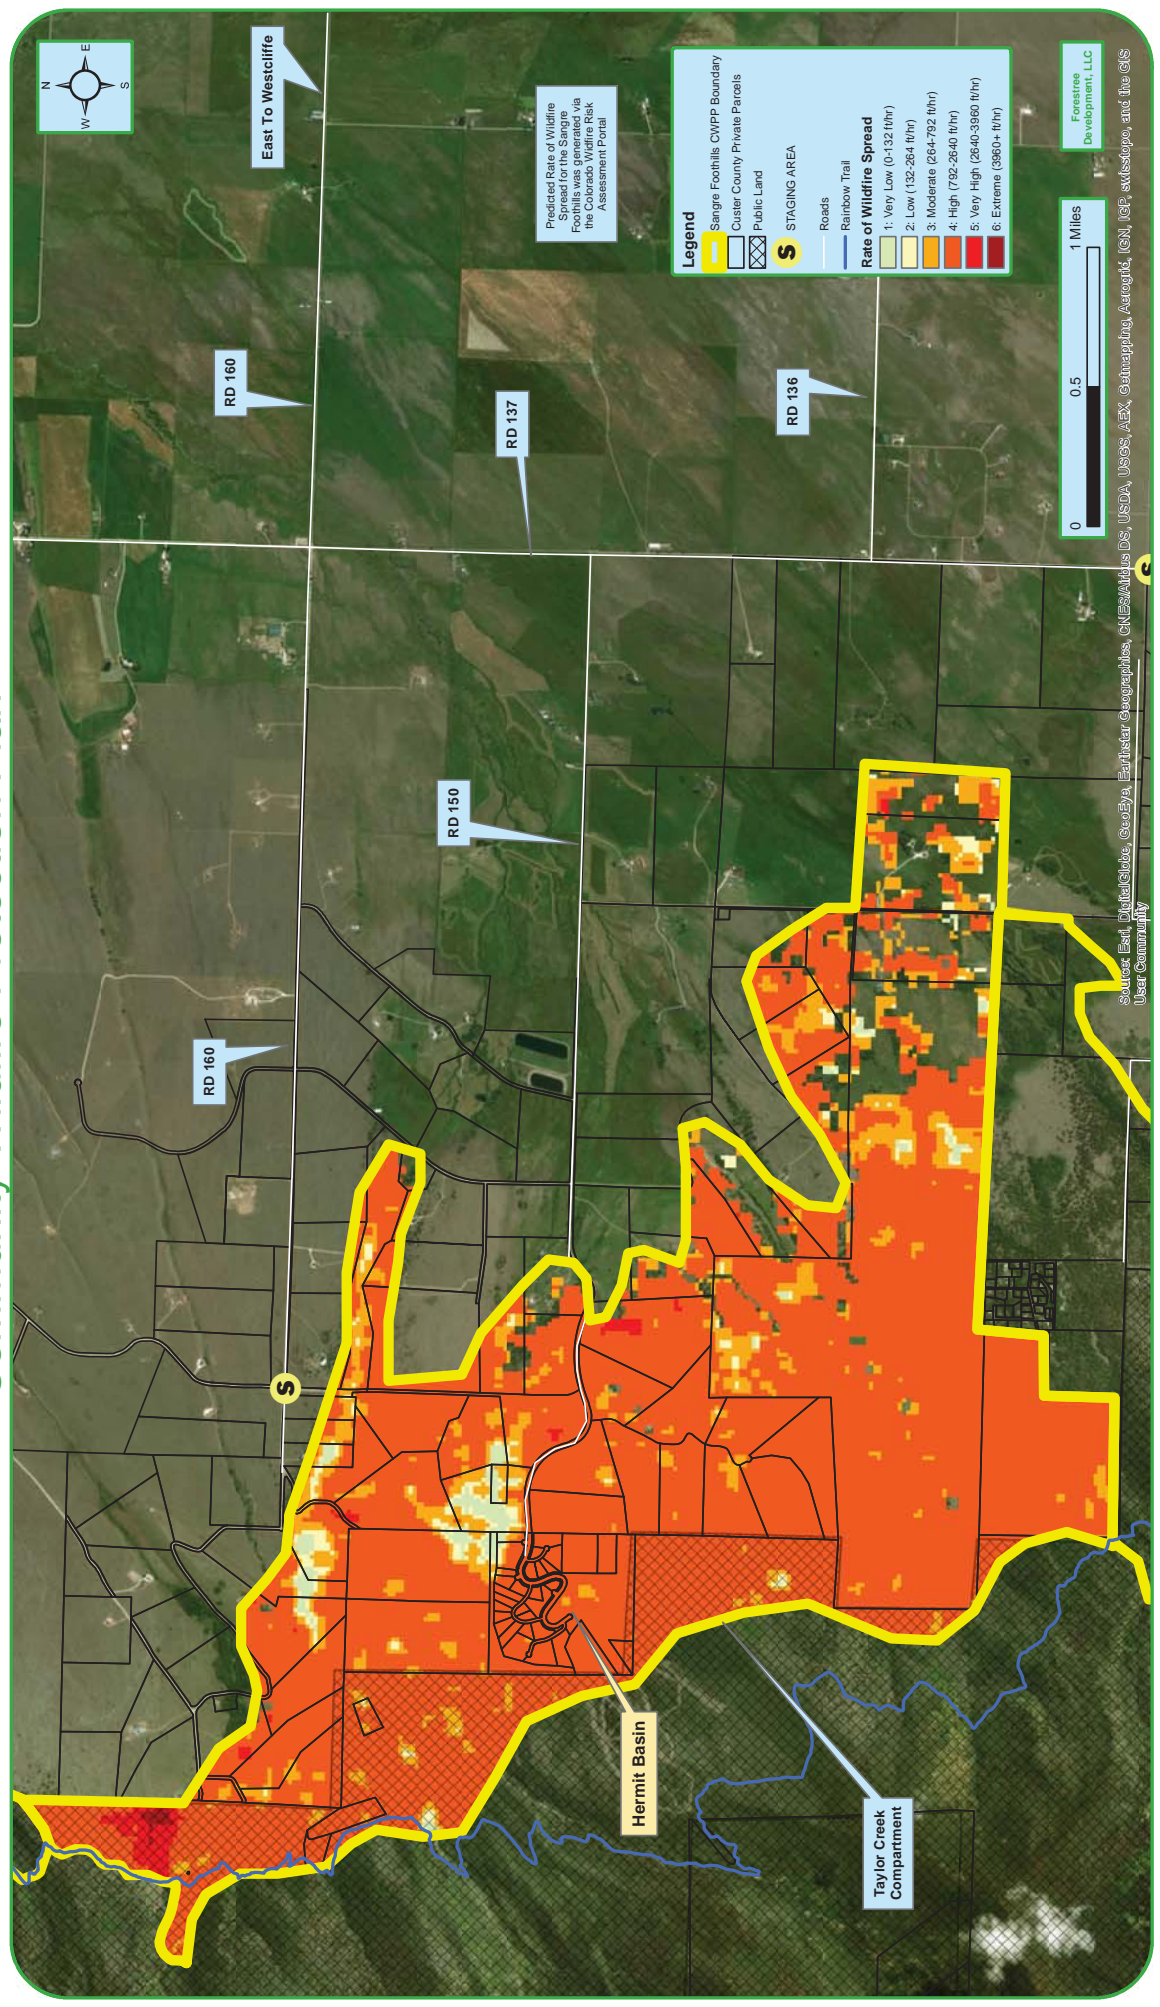 N
W
E
S
East To Westcliffe
RD 160
RD 137
RD 136
RD 150
RD 160
S
S
Hermit Basin
Taylor Creek
Compartment
Predicted Rate of Wildfire
Spread for the Sangre
Foothills was generated via
the Colorado Widfire Risk
Assessment Portal
Legend
Sangre Foothills CWPP Boundary
Custer County Private Parcels
Public Land
S STAGING AREA
Roads
Rainbow Trail
Rate of Wildfire Spread
1: Very Low (0-132 ft/hr)
2: Low (132-264 ft/hr)
3: Moderate (264-792 ft/hr)
4: High (792-2640 ft/hr)
5: Very High (2640-3960 ft/hr)
6: Extreme (3960+ ft/hr)
0 0.5 1 Miles
Forestree
Development, LLC
Source: Esri, DigitalGlobe, GeoEye, Earthstar Geographics, CNES/Airbus DS, USDA, USGS, AEX, Getmapping, Aerogrid, IGN, IGP, swisstopo, and the GIS
User Community